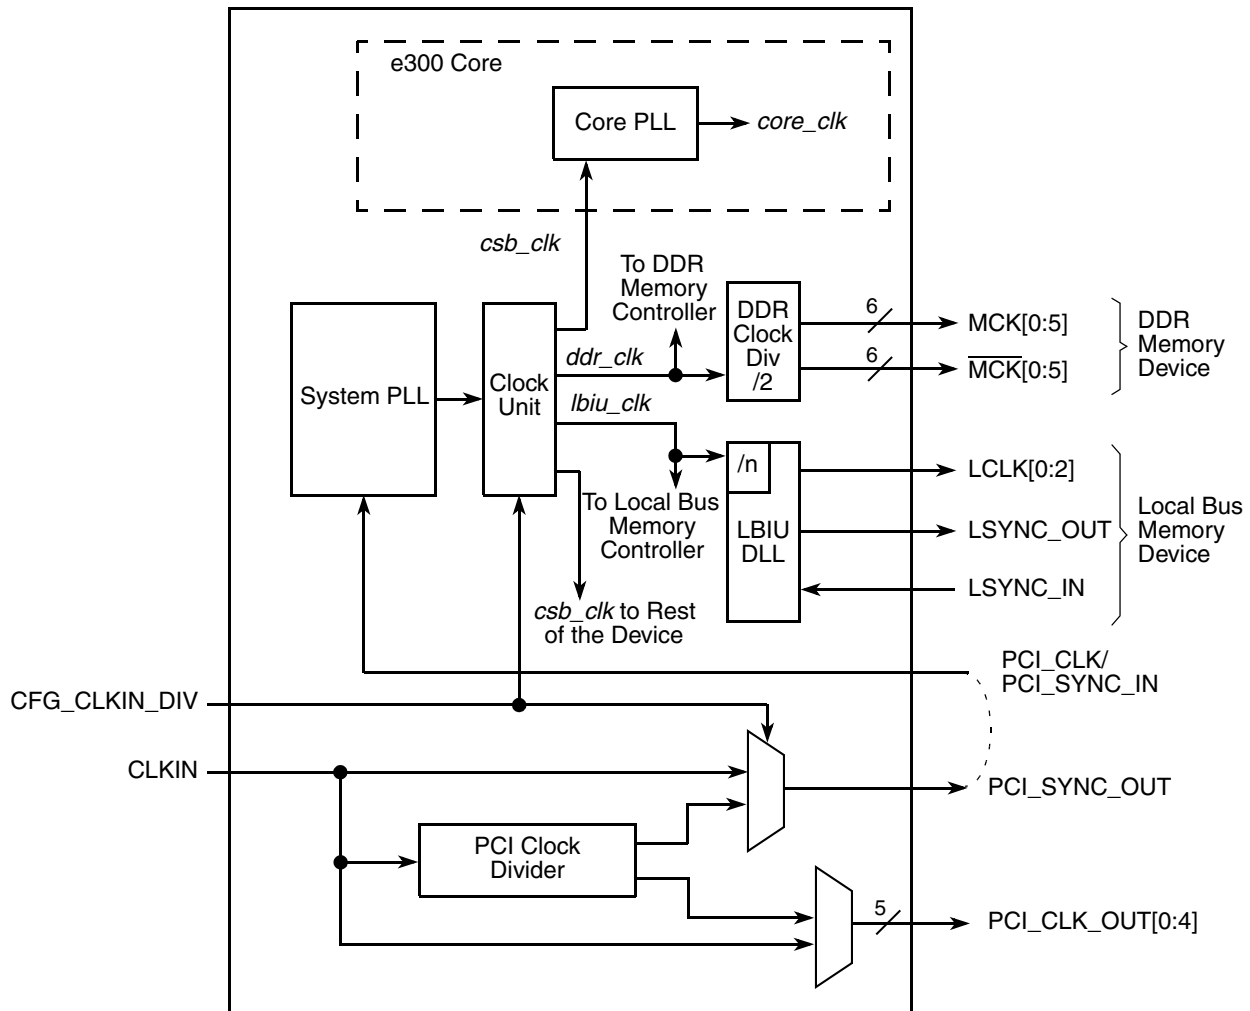 e300 Core
Core PLL
core_clk
csb_clk
To DDR
Memory
Controller
DDR
Clock
Div
/2
6
MCK[0:5]
6
M̅C̅K̅[0:5]
DDR
Memory
Device
System PLL
Clock
Unit
ddr_clk
lbiu_clk
/n
LBIU
DLL
To Local Bus
Memory
Controller
LCLK[0:2]
LSYNC_OUT
LSYNC_IN
Local Bus
Memory
Device
csb_clk to Rest
of the Device
PCI_CLK/
PCI_SYNC_IN
CFG_CLKIN_DIV
CLKIN
PCI_SYNC_OUT
PCI Clock
Divider
5
PCI_CLK_OUT[0:4]